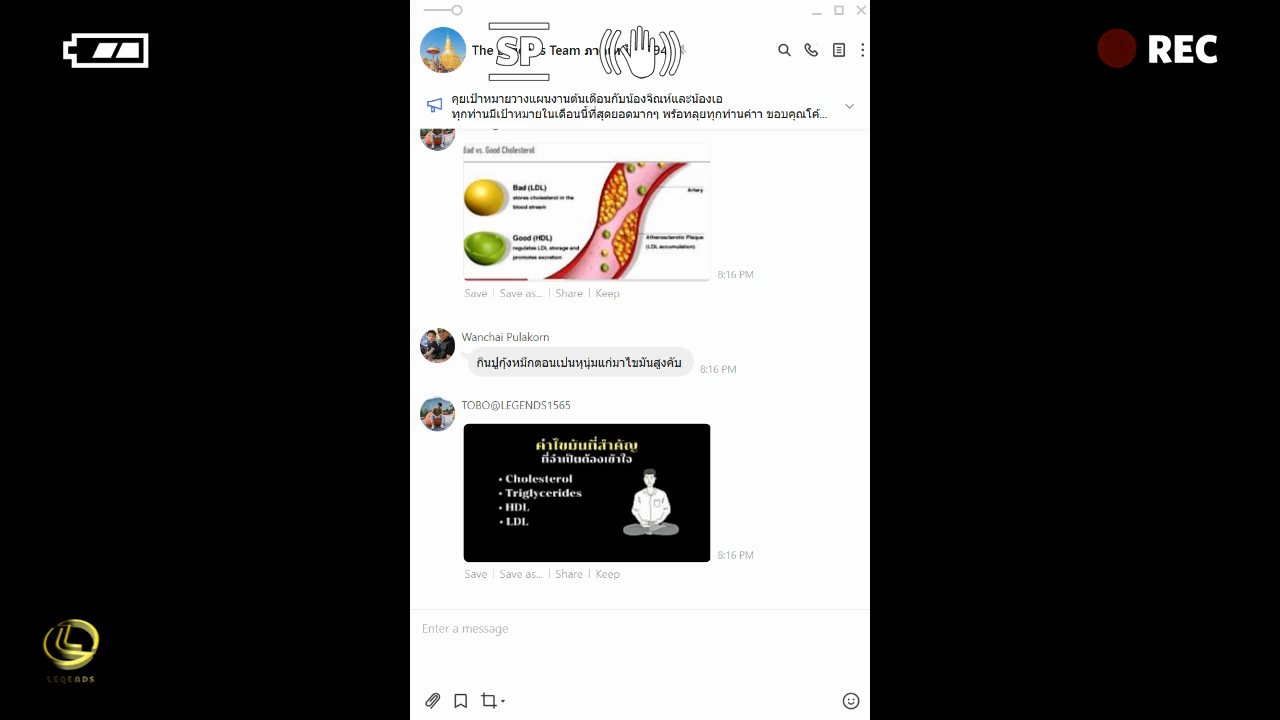 REC
SP
The
s Team
คุยเป้าหมายวางแผนงานต้นเดือนกับน้องจิณห์และน้องเอ
ทุกท่านมีเป้าหมายในเดือนนี้ที่สุดยอดมากๆ พร้อทลุยทุกท่านค่าา ขอบคุณโค้...
Bad vs. Good Cholesterol
Bad (LDL)
stores cholesterol in the
blood stream
Artery
Good (HDL)
regulates LDL storage and
promotes excretion
Atherosclerotic Plaque
(LDL accumulation)
8:16 PM
Save | Save as... | Share | Keep
Wanchai Pulakorn
กินปูกุ้งหมึกตอนเปนหุนุ่มแก่มาไขมันสูงคับ
8:16 PM
TOBO@LEGENDS1565
ค่าไขมันที่สำคัญ
ที่จำเป็นต้องเข้าใจ
• Cholesterol
• Triglycerides
• HDL
• LDL
8:16 PM
Save | Save as... | Share | Keep
Enter a message
LEGENDS